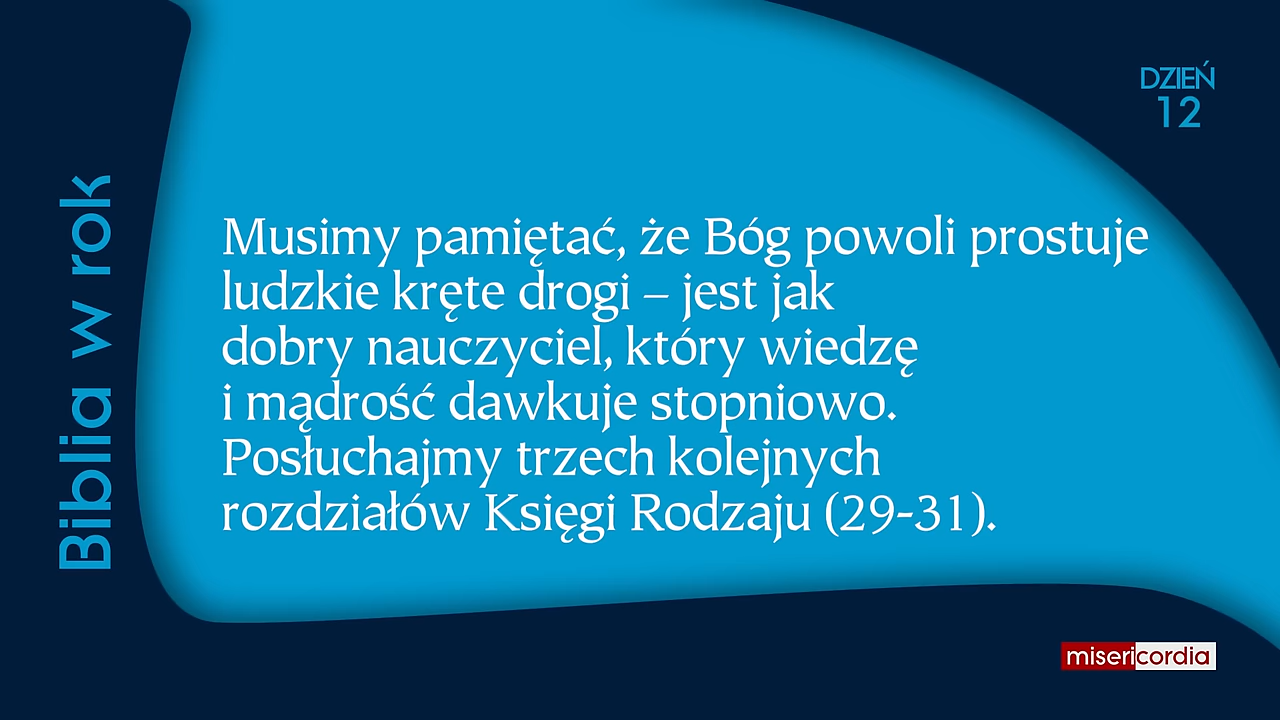 DZIEŃ
12
Biblia w rok
Musimy pamiętać, że Bóg powoli prostuje
ludzkie kręte drogi – jest jak
dobry nauczyciel, który wiedzę
i mądrość dawkuje stopniowo.
Posłuchajmy trzech kolejnych
rozdziałów Księgi Rodzaju (29-31).
misericordia